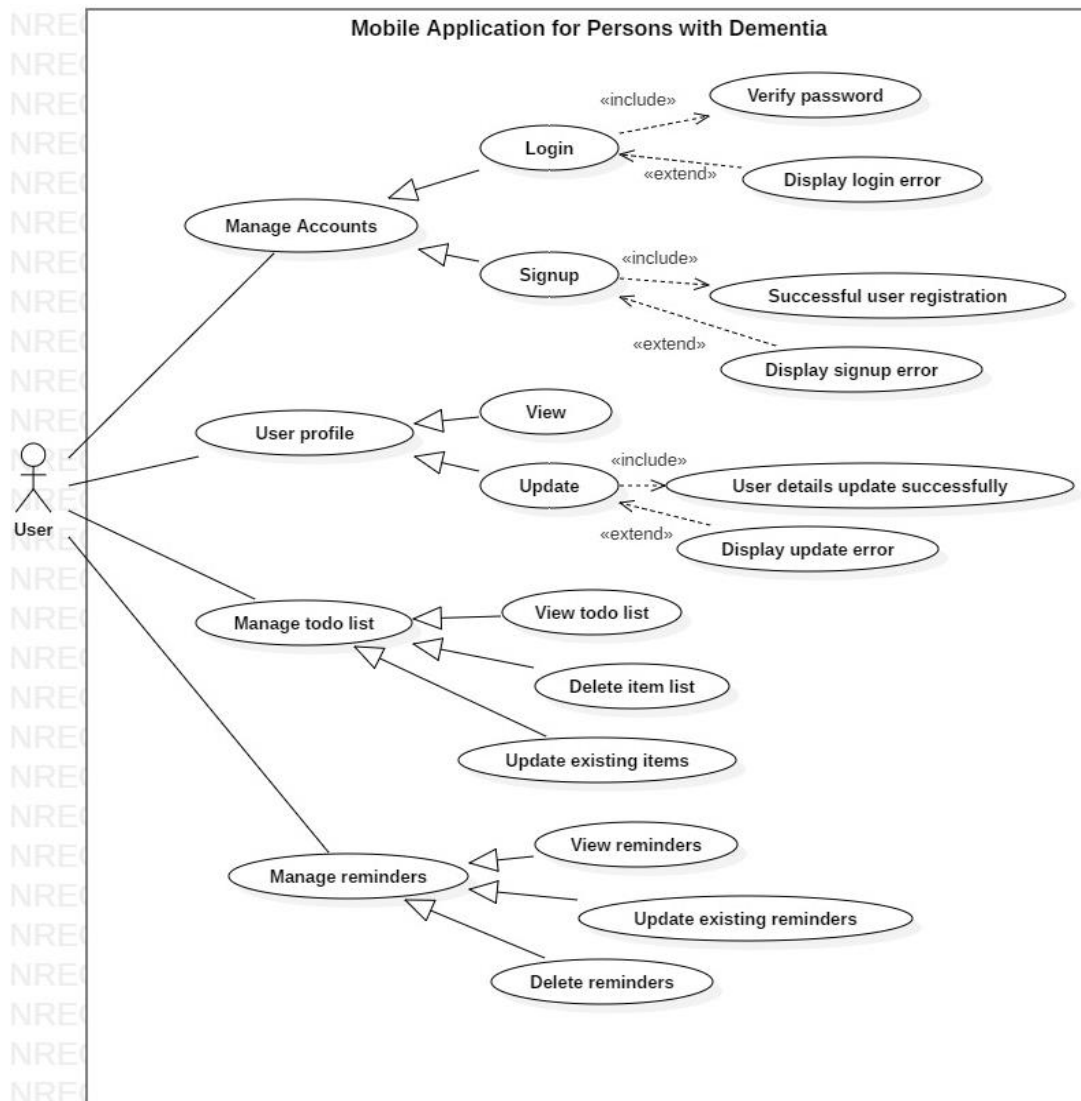 Mobile Application for Persons with Dementia
Verify password
«include»
Login
«extend»
Display login error
Manage Accounts
«include»
Signup
Successful user registration
«extend»
Display signup error
View
User profile
«include»
Update
User details update successfully
«extend»
Display update error
User
View todo list
Manage todo list
Delete item list
Update existing items
View reminders
Manage reminders
Update existing reminders
Delete reminders